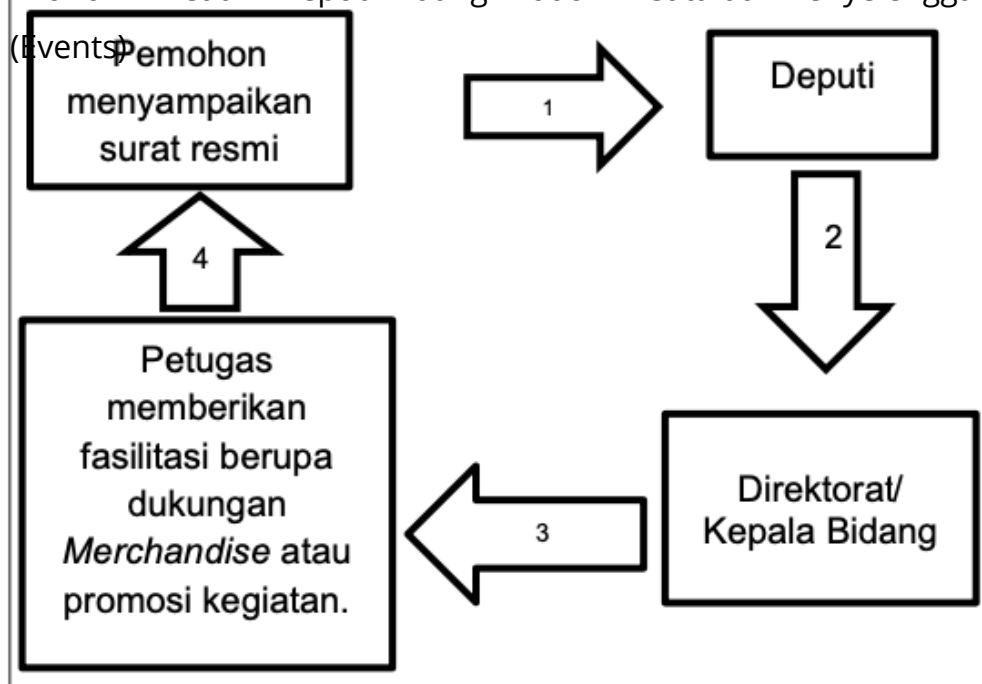 (Events)
Pemohon
menyampaikan
surat resmi
1
Deputi
2
Direktorat/
Kepala Bidang
3
Petugas
memberikan
fasilitasi berupa
dukungan
Merchandise atau
promosi kegiatan.
4